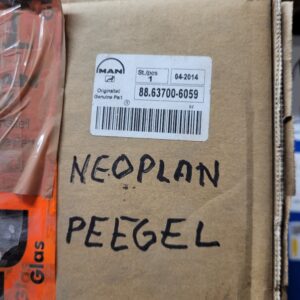 MAN
St./pcs
1
04-2014
Originalteil
Genuine Part
88.63700-6059
NEOPLAN
PEEGEL
Glas